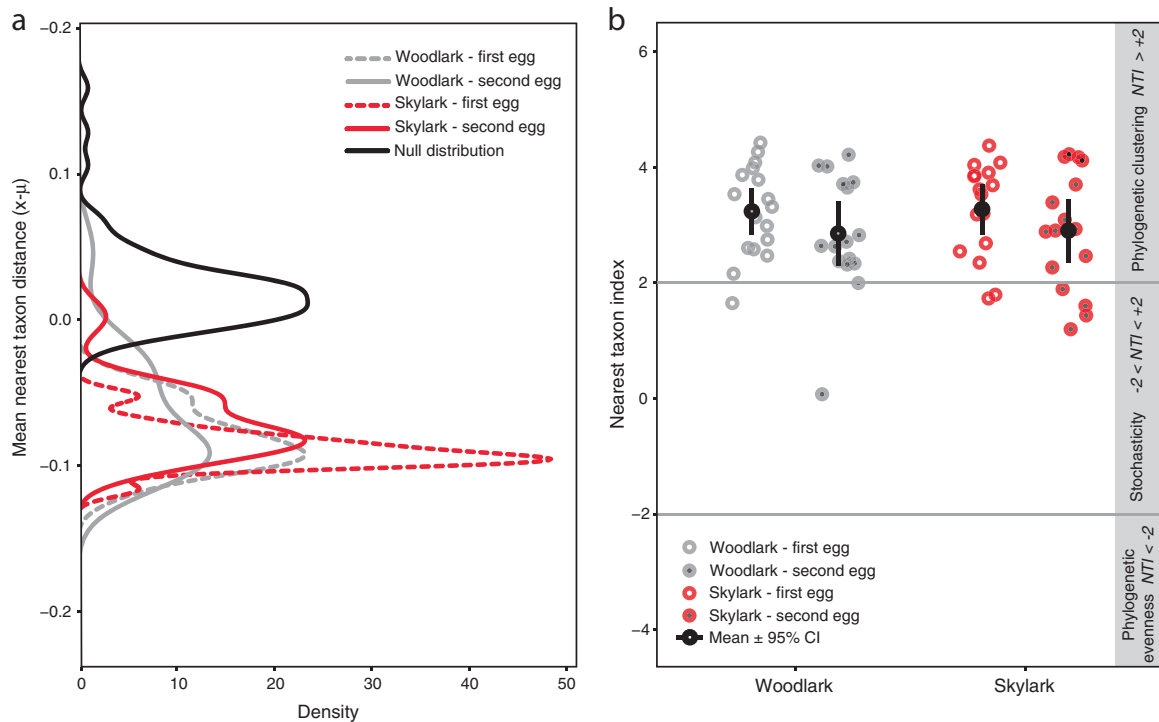 a
−0.2
0.1
0.0
−0.1
−0.2
Mean nearest taxon distance (x-μ)
0
10
20
30
40
50
Density
Woodlark - first egg
Woodlark - second egg
Skylark - first egg
Skylark - second egg
Null distribution
b
6
4
2
0
−2
−4
Nearest taxon index
Woodlark
Skylark
Woodlark - first egg
Woodlark - second egg
Skylark - first egg
Skylark - second egg
Mean ± 95% CI
Phylogenetic clustering NTI > +2
Stochasticity -2 < NTI < +2
Phylogenetic
evenness NTI < -2